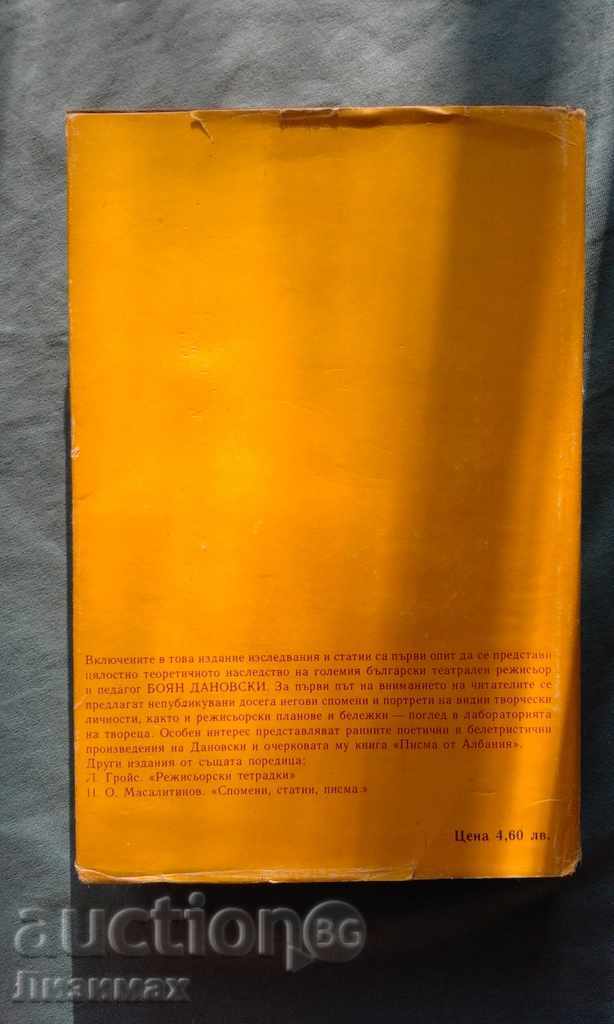 Включените в това издание изследвания и статии са първи опит да се представи
цялостно теоретичното наследство на големия български театрален режисьор
и педагог БОЯН ДАНОВСКИ. За първи път на вниманието на читателите се
предлагат непубликувани досега негови спомени и портрети на видни творчески
личности, както и режисьорски планове и бележки — поглед в лабораторията
на твореца. Особен интерес представляват ранните поетични и белетристични
произведения на Дановски и очерковата му книга «Писма от Албания».
Други издания от същата поредица:
Л. Гройс. «Режисьорски тетрадки»
Н. О. Масалитинов. «Спомени, статии, писма»
Цена 4,60 лв.
auction BG
Лизимах